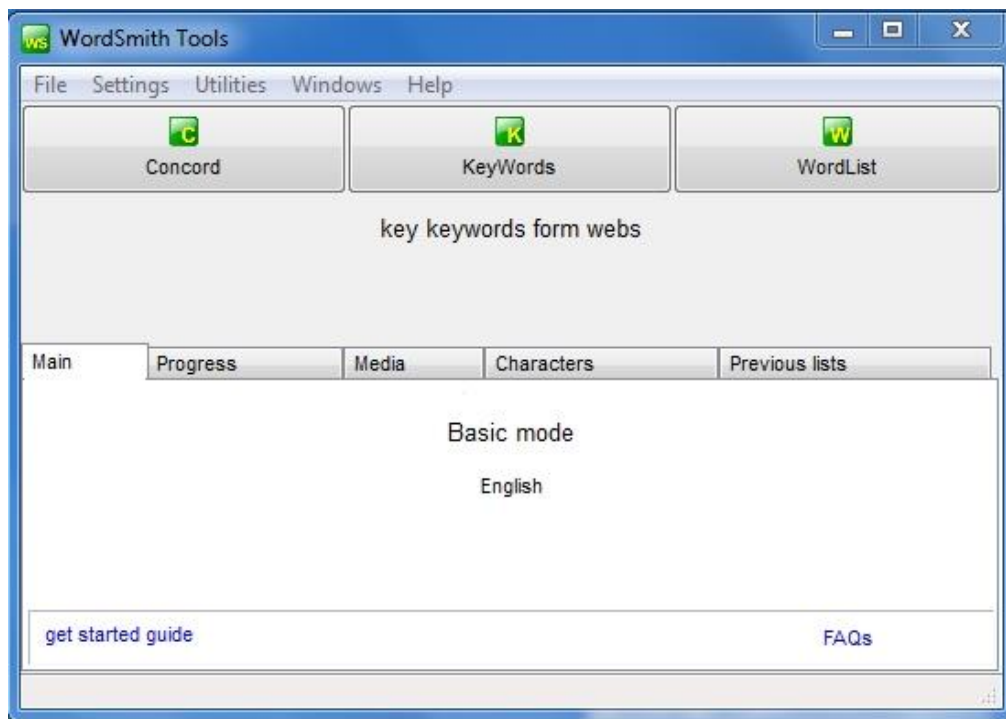 WS WordSmith Tools
File Settings Utilities Windows Help
C K W
Concord KeyWords WordList
key keywords form webs
Main Progress Media Characters Previous lists
Basic mode
English
get started guide FAQs